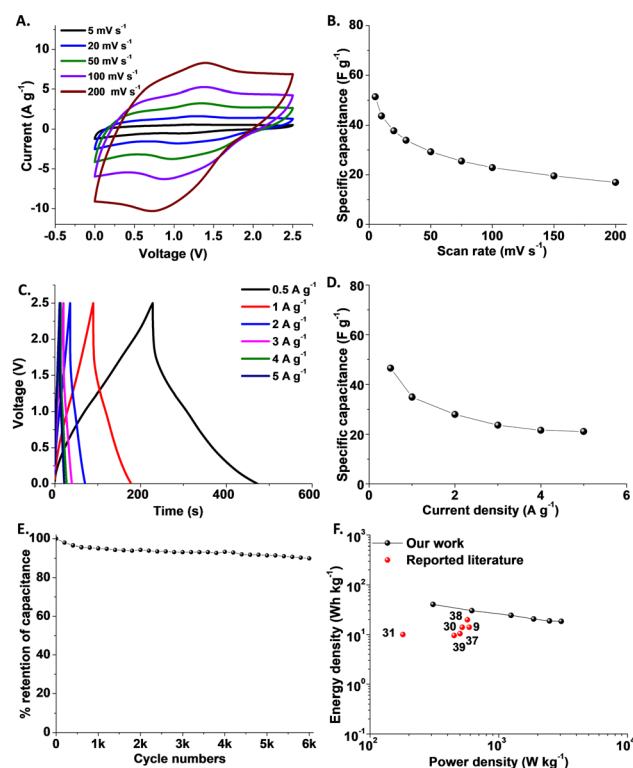 A.
5 mV s⁻¹
20 mV s⁻¹
50 mV s⁻¹
100 mV s⁻¹
200 mV s⁻¹
10
5
0
-5
-10
Current (A g⁻¹)
-0.5 0.0 0.5 1.0 1.5 2.0 2.5
Voltage (V)
B.
80
60
40
20
0
Specific capacitance (F g⁻¹)
0 50 100 150 200
Scan rate (mV s⁻¹)
C.
0.5 A g⁻¹
1 A g⁻¹
2 A g⁻¹
3 A g⁻¹
4 A g⁻¹
5 A g⁻¹
2.5
2.0
1.5
1.0
0.5
0.0
Voltage (V)
0 200 400 600
Time (s)
D.
80
60
40
20
0
Specific capacitance (F g⁻¹)
0 2 4 6
Current density (A g⁻¹)
E.
100
80
60
40
20
0
% retention of capacitance
0 1k 2k 3k 4k 5k 6k
Cycle numbers
F.
Our work
Reported literature
10³
10²
10¹
10⁰
10⁻¹
Energy density (Wh kg⁻¹)
31
38
30
9
37
39
10² 10³ 10⁴
Power density (W kg⁻¹)